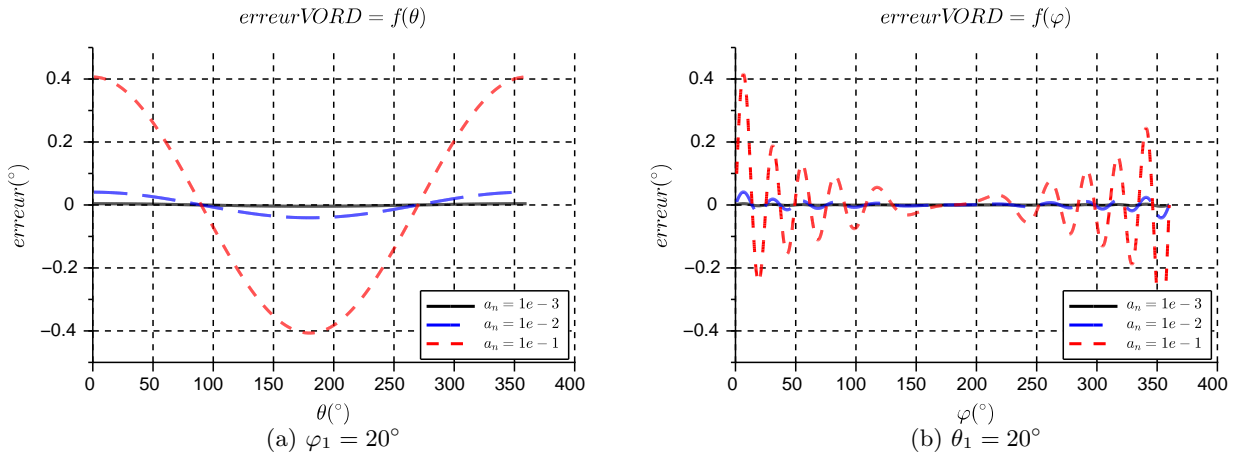 erreurVORD = f(θ)
0.4
0.2
0
−0.2
−0.4
erreur(°)
0 50 100 150 200 250 300 350 400
θ(°)
a_n = 1e − 3
a_n = 1e − 2
a_n = 1e − 1
(a) φ₁ = 20°
erreurVORD = f(φ)
0.4
0.2
0
−0.2
−0.4
erreur(°)
0 50 100 150 200 250 300 350 400
φ(°)
a_n = 1e − 3
a_n = 1e − 2
a_n = 1e − 1
(b) θ₁ = 20°